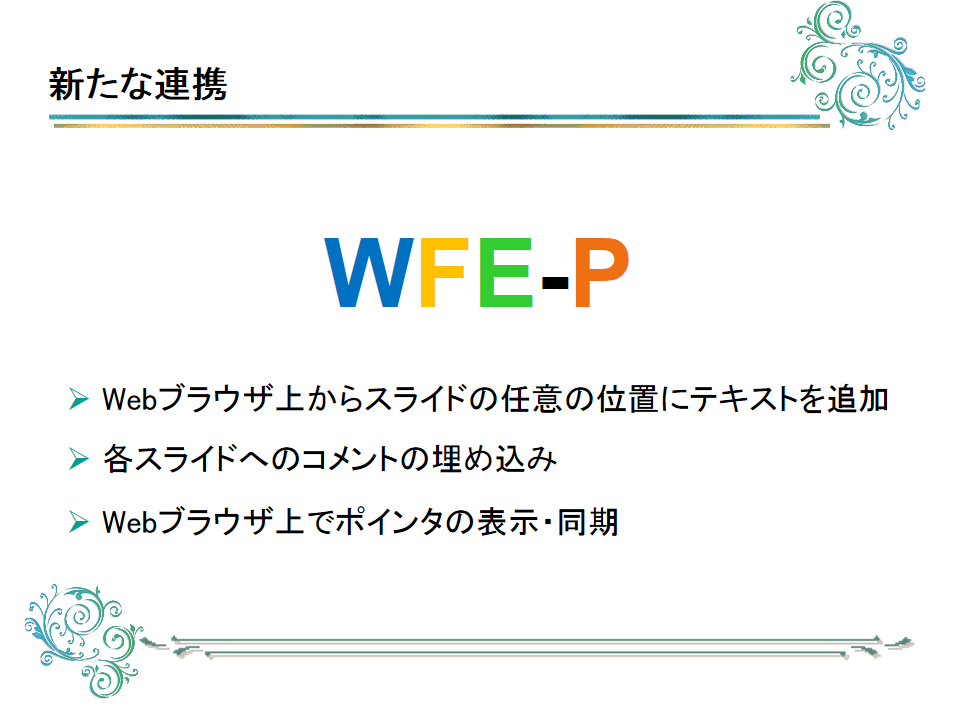 新たな連携
WFE-P
Webブラウザ上からスライドの任意の位置にテキストを追加
各スライドへのコメントの埋め込み
Webブラウザ上でポインタの表示・同期